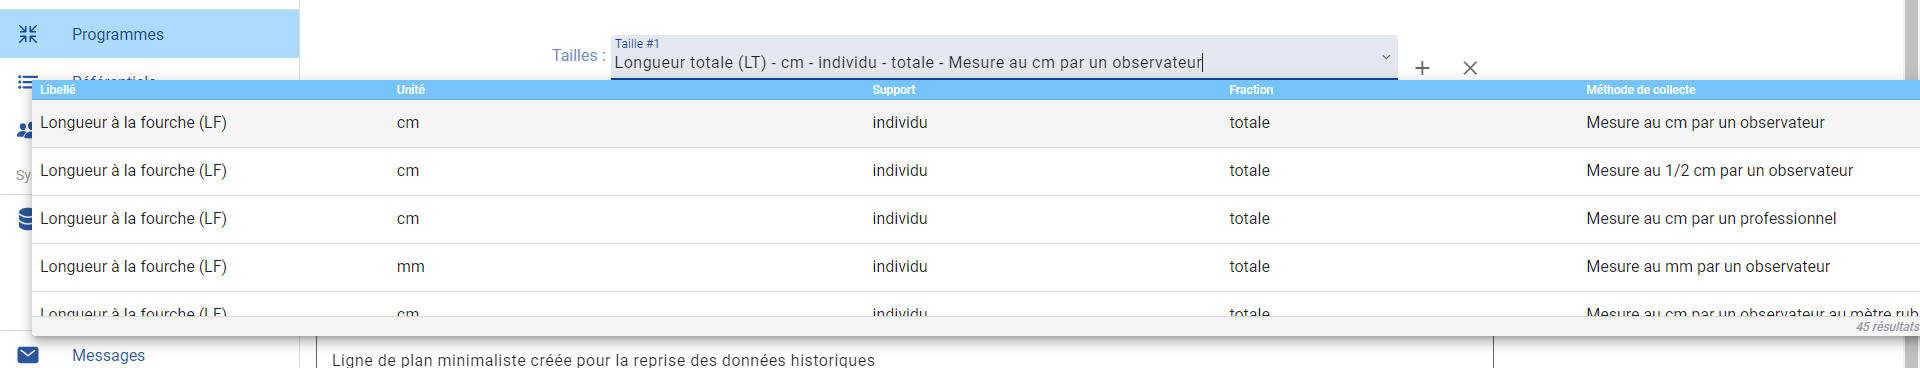 Programmes
Taille #1
Tailles :
Longueur totale (LT) - cm - individu - totale - Mesure au cm par un observateur
Référentiels
Libellé Unité Support Fraction Méthode de collecte
Longueur à la fourche (LF) cm individu totale Mesure au cm par un observateur
Longueur à la fourche (LF) cm individu totale Mesure au 1/2 cm par un observateur
Sy
Longueur à la fourche (LF) cm individu totale Mesure au cm par un professionnel
Longueur à la fourche (LF) mm individu totale Mesure au mm par un observateur
Longueur à la fourche (LF) cm individu totale Mesure au cm par un observateur au mètre rub
45 résultats
Messages
Ligne de plan minimaliste créée pour la reprise des données historiques